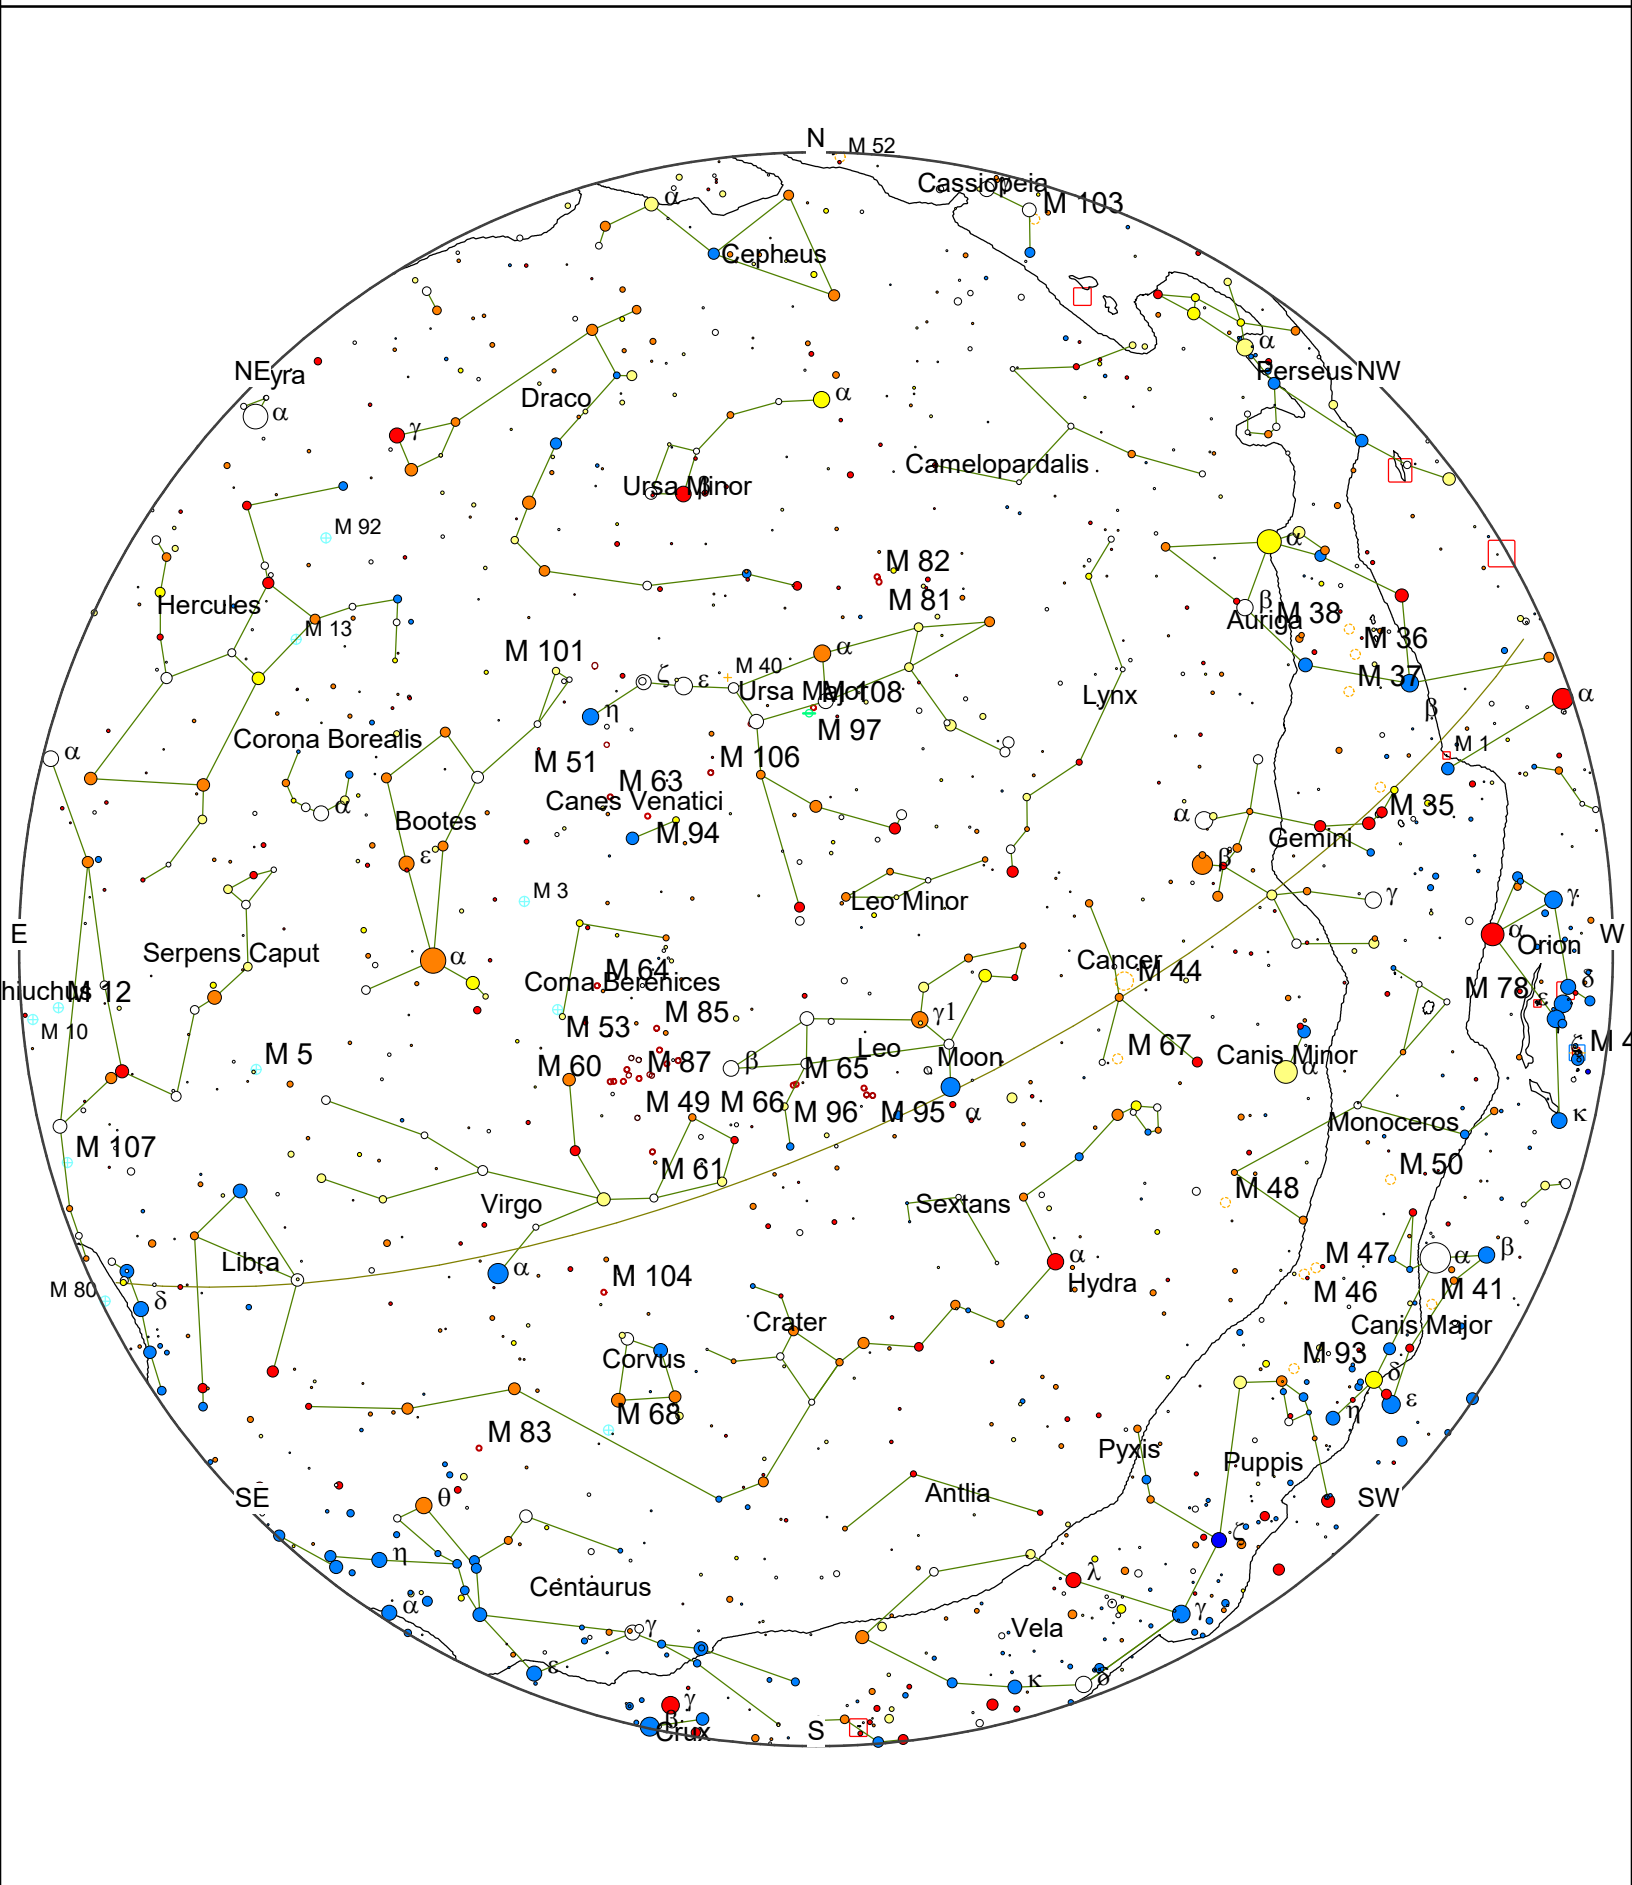 N
M 52
Cassiopeia
α
M 103
Cepheus
α
NE
yra
Perseus
NW
α
Draco
α
γ
Camelopardalis
Ursa Minor
β
M 92
α
M 82
M 81
β
M 38
Hercules
Auriga
M 13
M 36
M 101
α
M 40
ζ
ε
M 37
Ursa Major
M 108
Lynx
α
η
β
M 97
Corona Borealis
M 1
α
M 51
M 106
M 63
Canes Venatici
M 35
α
α
Bootes
M 94
Gemini
ε
β
M 3
Leo Minor
γ
γ
E
W
α
Orion
Serpens Caput
α
Cancer
M 64
M 44
Coma Berenices
δ
hiuchus
M 12
M 78
ε
M 85
γ1
M 10
M 53
Leo
M 5
M 60
M 87
β
M 65
Moon
M 67
Canis Minor
ζ
M 4
α
M 49
M 66
M 96
M 95
α
κ
Monoceros
M 107
M 61
M 50
Virgo
Sextans
M 48
Libra
α
M 104
α
Hydra
M 47
α
β
M 80
δ
M 46
M 41
Crater
Canis Major
Corvus
M 93
δ
ε
M 68
η
M 83
Pyxis
Puppis
SE
θ
Antlia
SW
η
ζ
Centaurus
λ
α
γ
Vela
γ
ε
κ
δ
γ
β
Crux
S